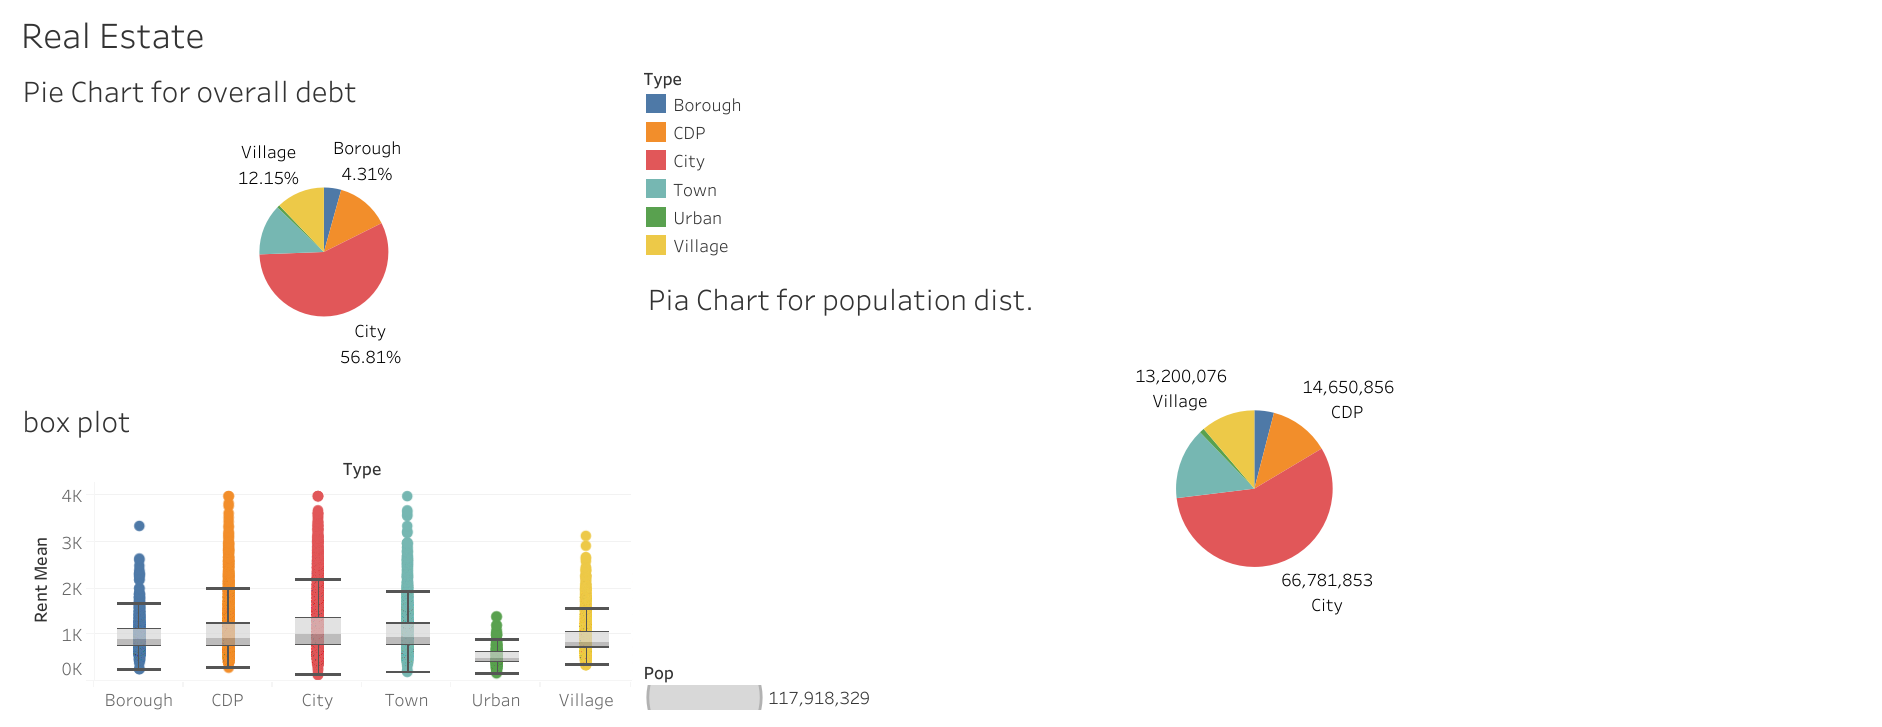 Real Estate
Pie Chart for overall debt
Village
12.15%
Borough
4.31%
City
56.81%
Type
Borough
CDP
City
Town
Urban
Village
Pia Chart for population dist.
13,200,076
Village
14,650,856
CDP
66,781,853
City
box plot
Type
Rent Mean
4K
3K
2K
1K
0K
Borough CDP City Town Urban Village
Pop
117,918,329